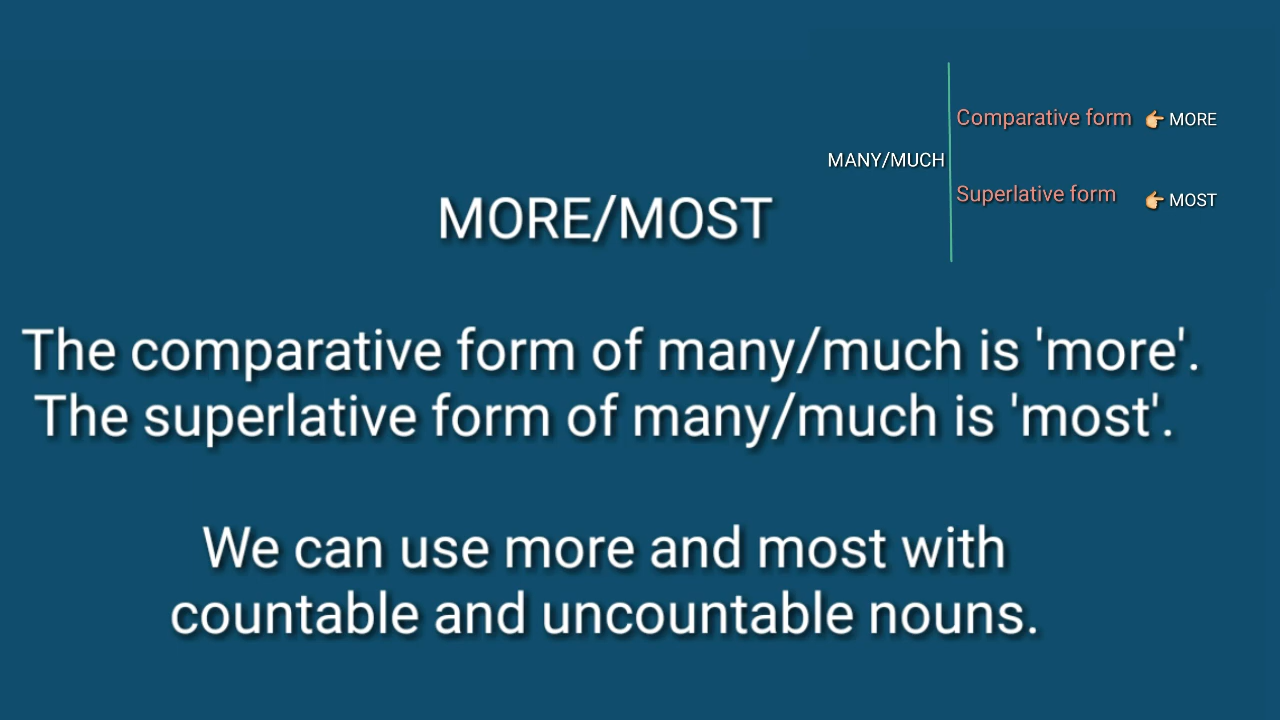 Comparative form 👉 MORE
MANY/MUCH
Superlative form 👉 MOST
MORE/MOST
The comparative form of many/much is 'more'.
The superlative form of many/much is 'most'.
We can use more and most with
countable and uncountable nouns.